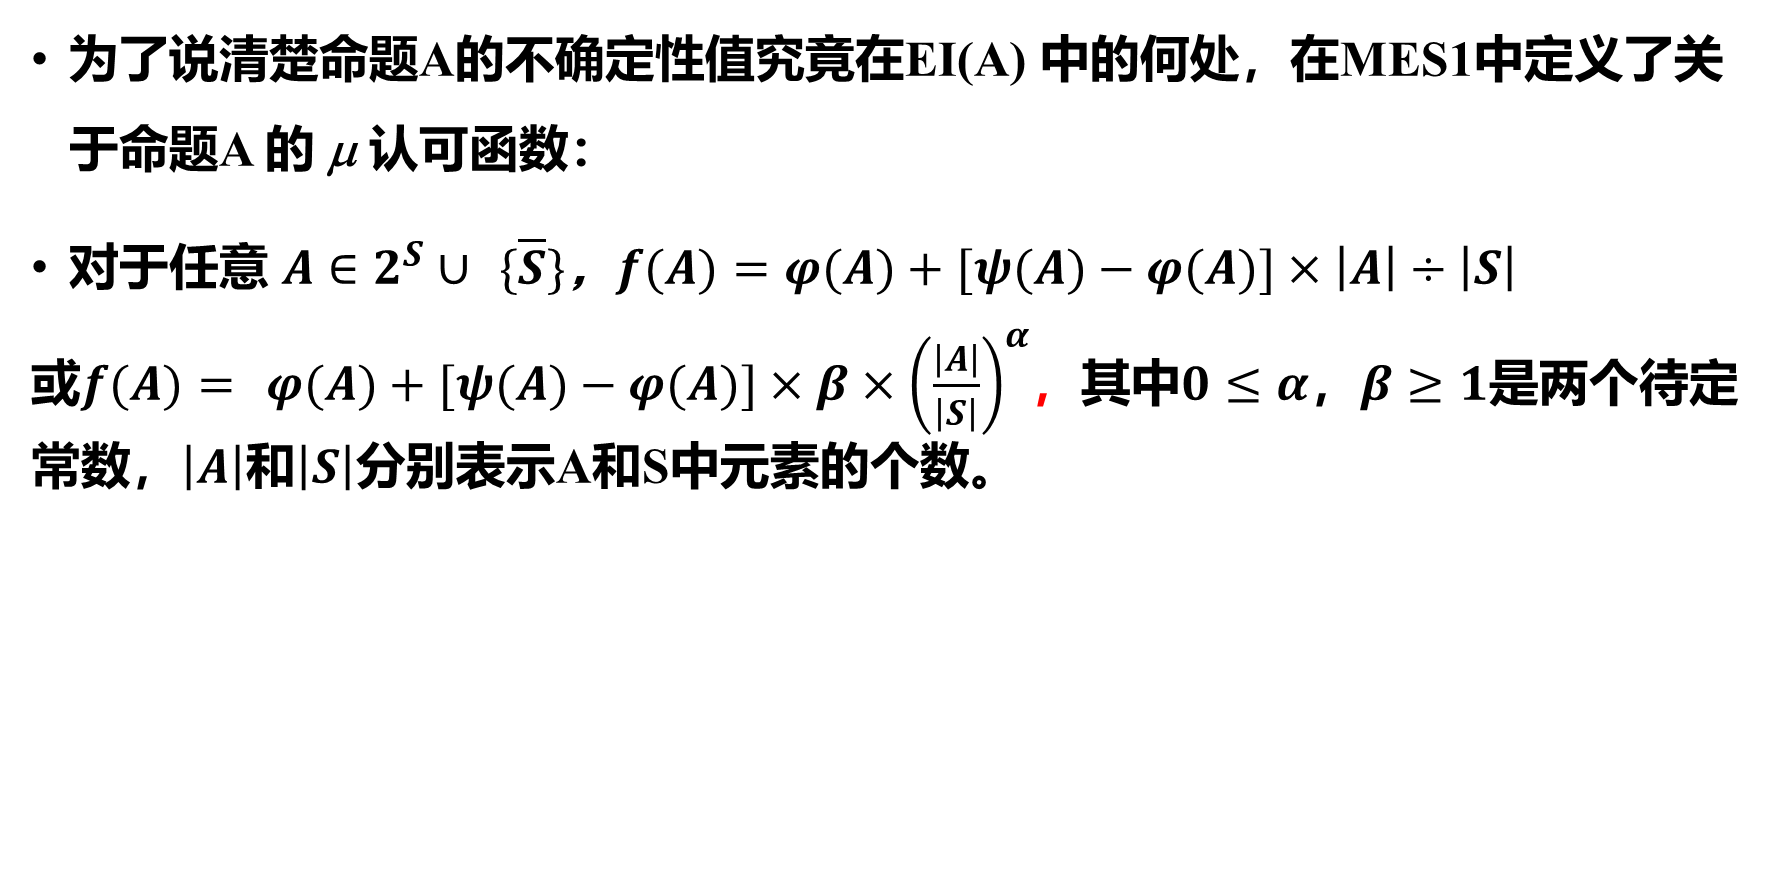 • 为了说清楚命题A的不确定性值究竟在EI(A) 中的何处，在MES1中定义了关
于命题A 的 μ 认可函数：
• 对于任意 A ∈ 2^S ∪ {S̅}，f(A) = φ(A) + [ψ(A) − φ(A)] × |A| ÷ |S|
或f(A) = φ(A) + [ψ(A) − φ(A)] × β × (|A|/|S|)^α，其中0 ≤ α，β ≥ 1是两个待定
常数，|A|和|S|分别表示A和S中元素的个数。